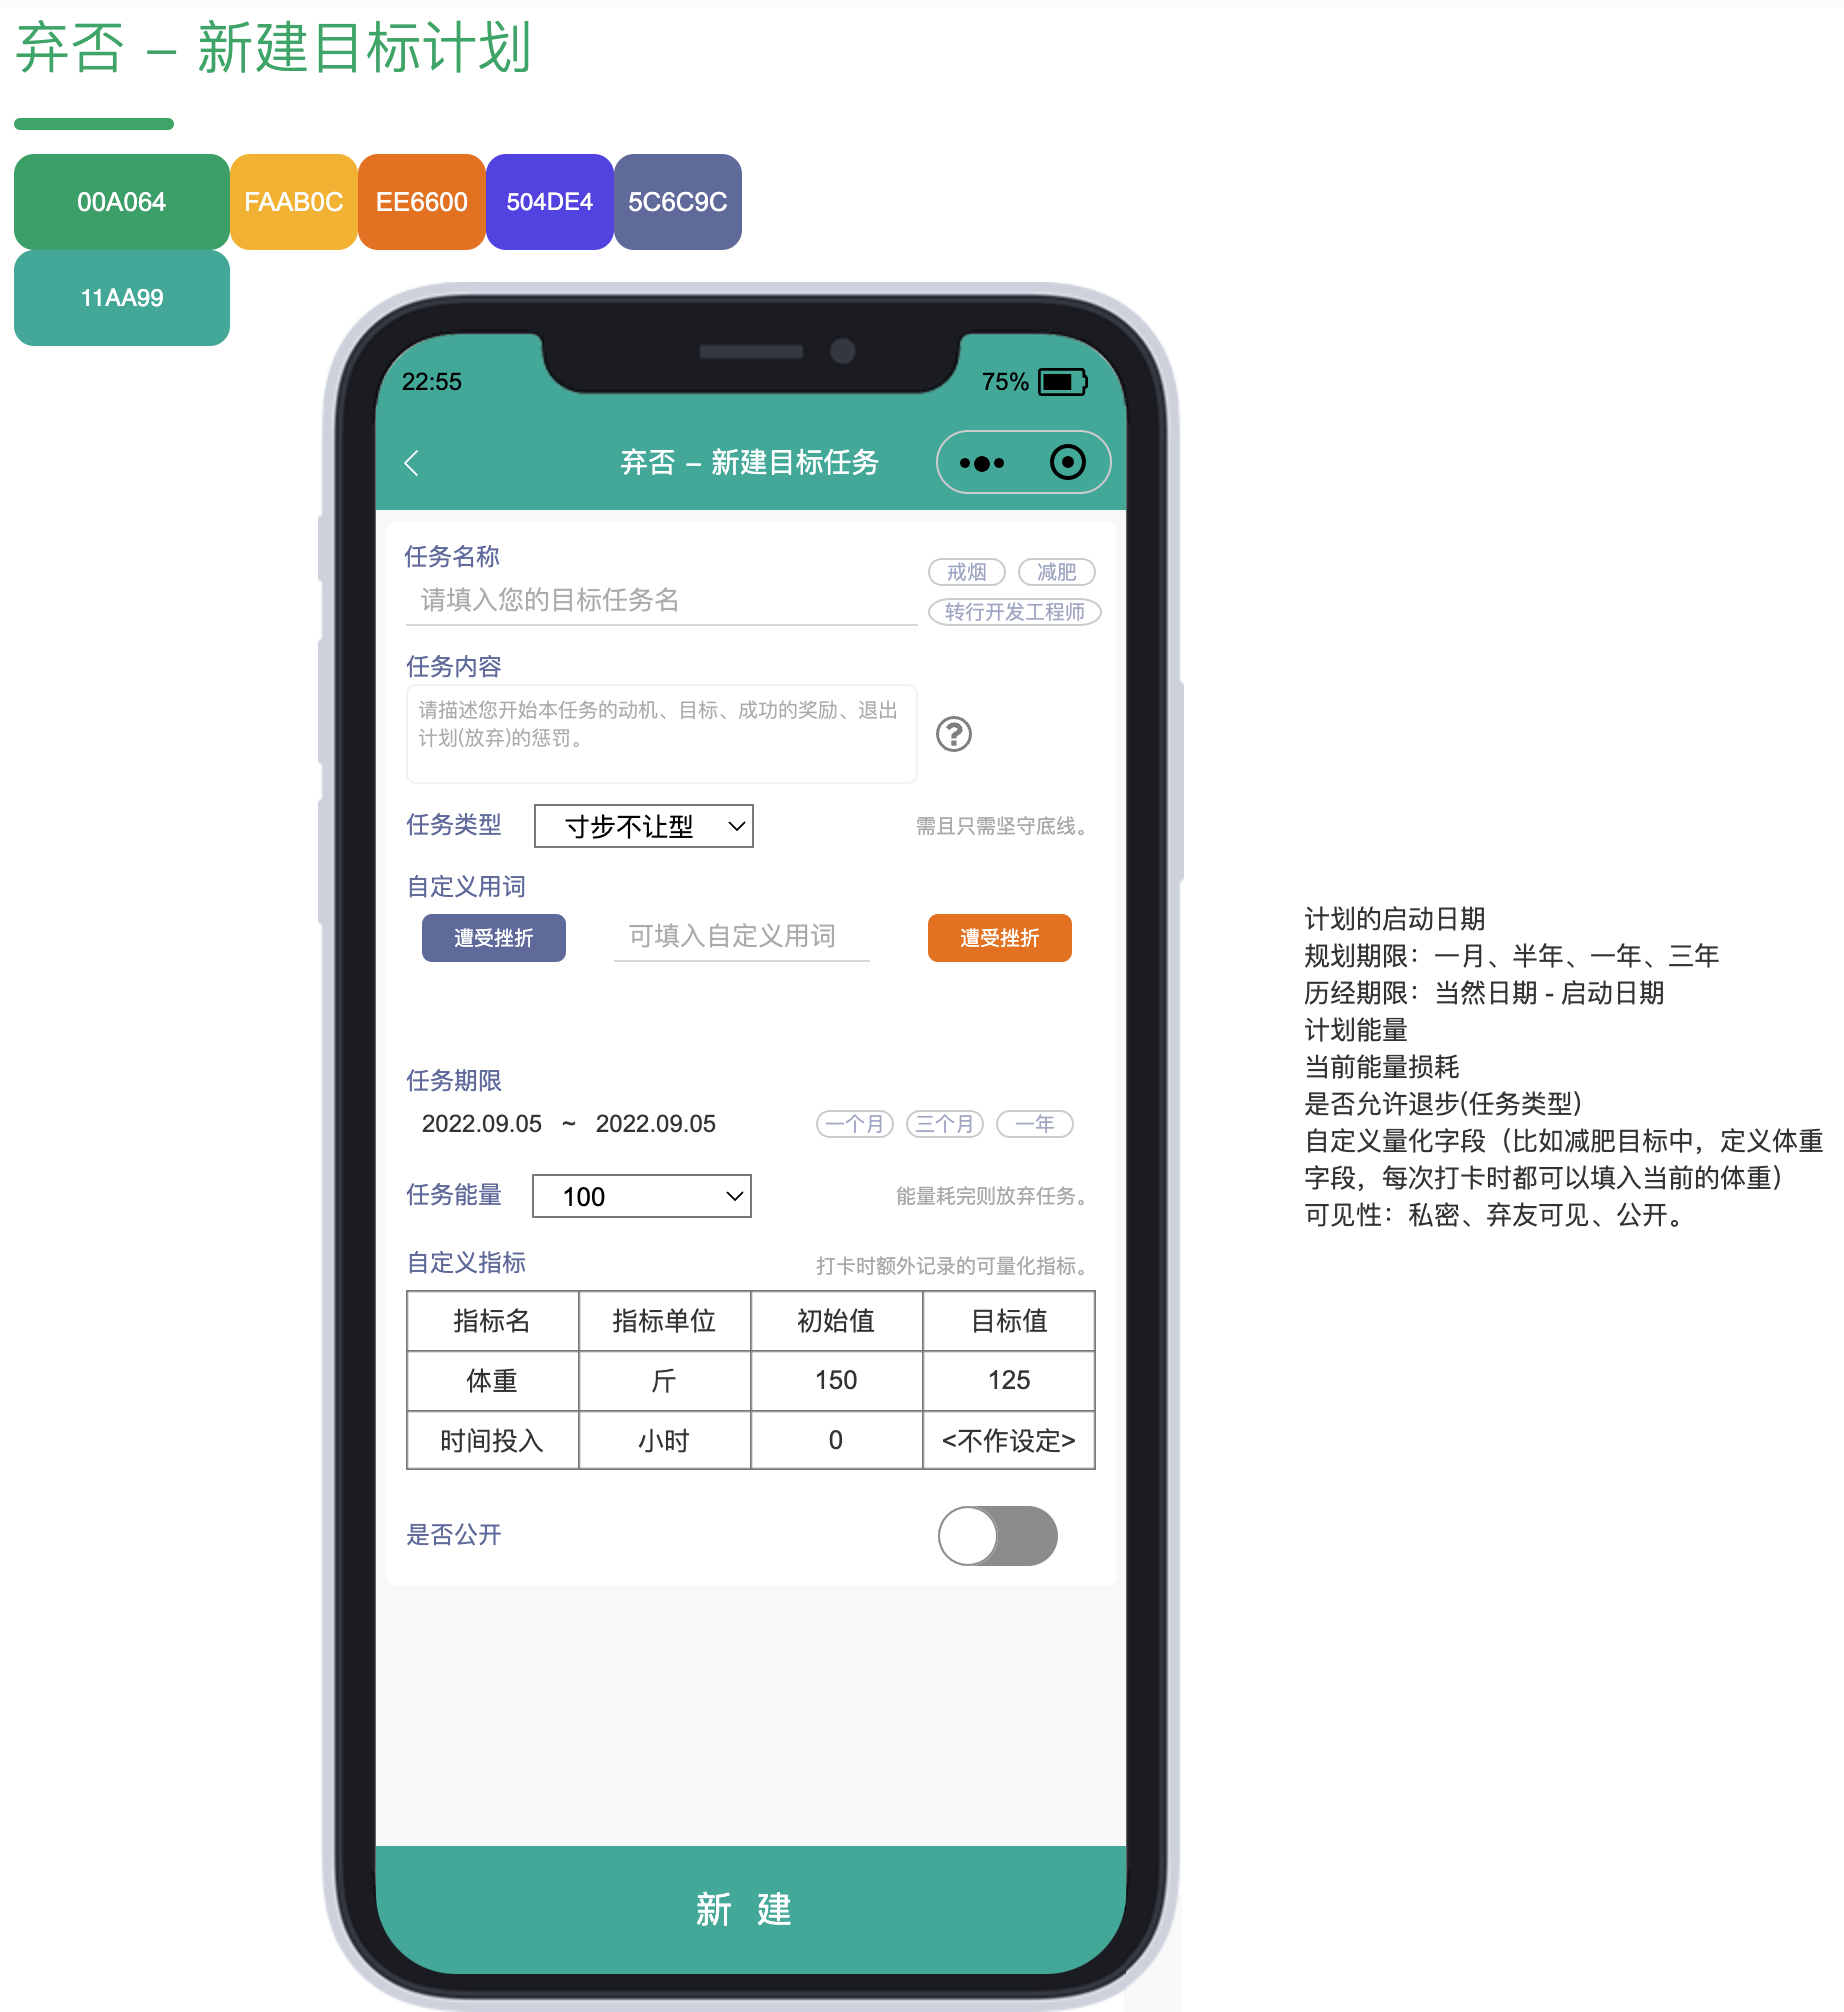 弃否 – 新建目标计划
00A064
FAAB0C
EE6600
504DE4
5C6C9C
11AA99
22:55
75%
弃否 – 新建目标任务
任务名称
请填入您的目标任务名
戒烟
减肥
转行开发工程师
任务内容
请描述您开始本任务的动机、目标、成功的奖励、退出
计划(放弃)的惩罚。
任务类型
寸步不让型
需且只需坚守底线。
自定义用词
遭受挫折
可填入自定义用词
遭受挫折
任务期限
2022.09.05 ~ 2022.09.05
一个月
三个月
一年
任务能量
100
能量耗完则放弃任务。
自定义指标
打卡时额外记录的可量化指标。
指标名 指标单位 初始值 目标值
体重 斤 150 125
时间投入 小时 0 <不作设定>
是否公开
新 建
计划的启动日期
规划期限：一月、半年、一年、三年
历经期限：当然日期 - 启动日期
计划能量
当前能量损耗
是否允许退步(任务类型)
自定义量化字段（比如减肥目标中，定义体重
字段，每次打卡时都可以填入当前的体重）
可见性：私密、弃友可见、公开。